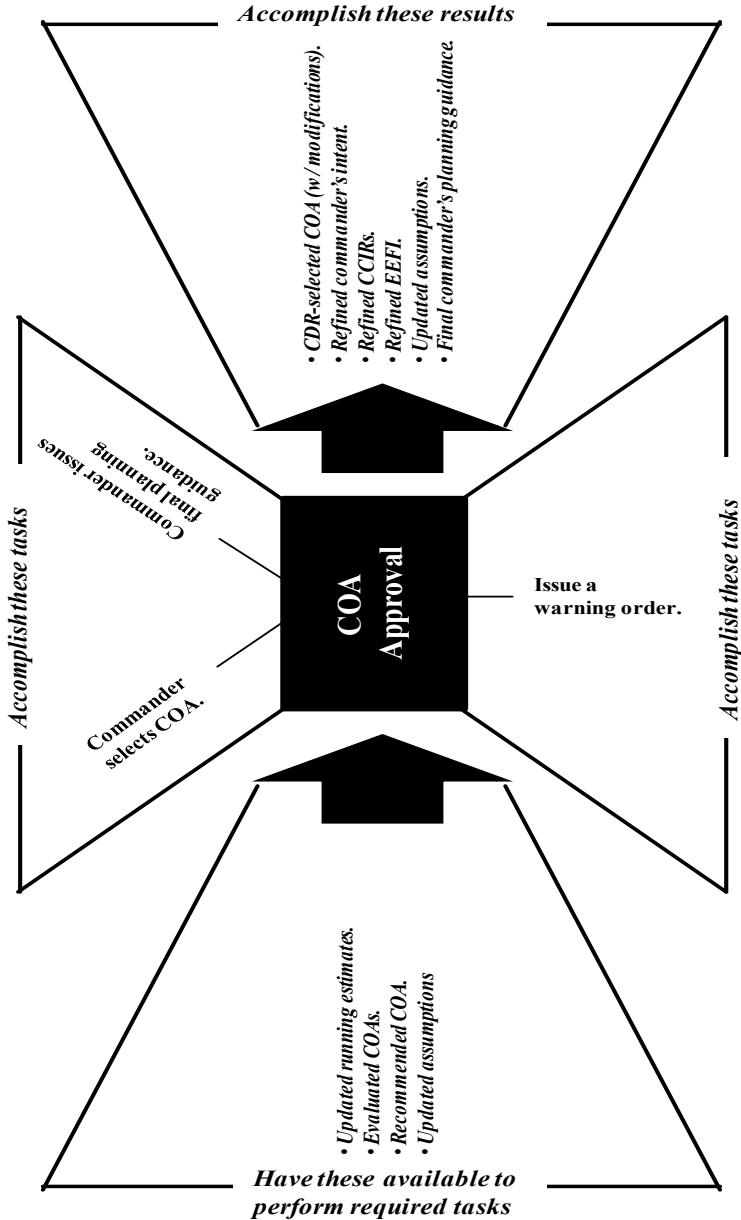 Accomplish these results
• CDR-selected COA (w / modifications).
• Refined commander's intent.
• Refined CCIRs.
• Refined EEFI.
• Updated assumptions.
• Final commander's planning guidance.
Accomplish these tasks
Commander issues
final planning
guidance.
Commander
selects COA.
COA
Approval
Issue a
warning order.
Accomplish these tasks
• Updated running estimates.
• Evaluated COAs.
• Recommended COA.
• Updated assumptions
Have these available to
perform required tasks